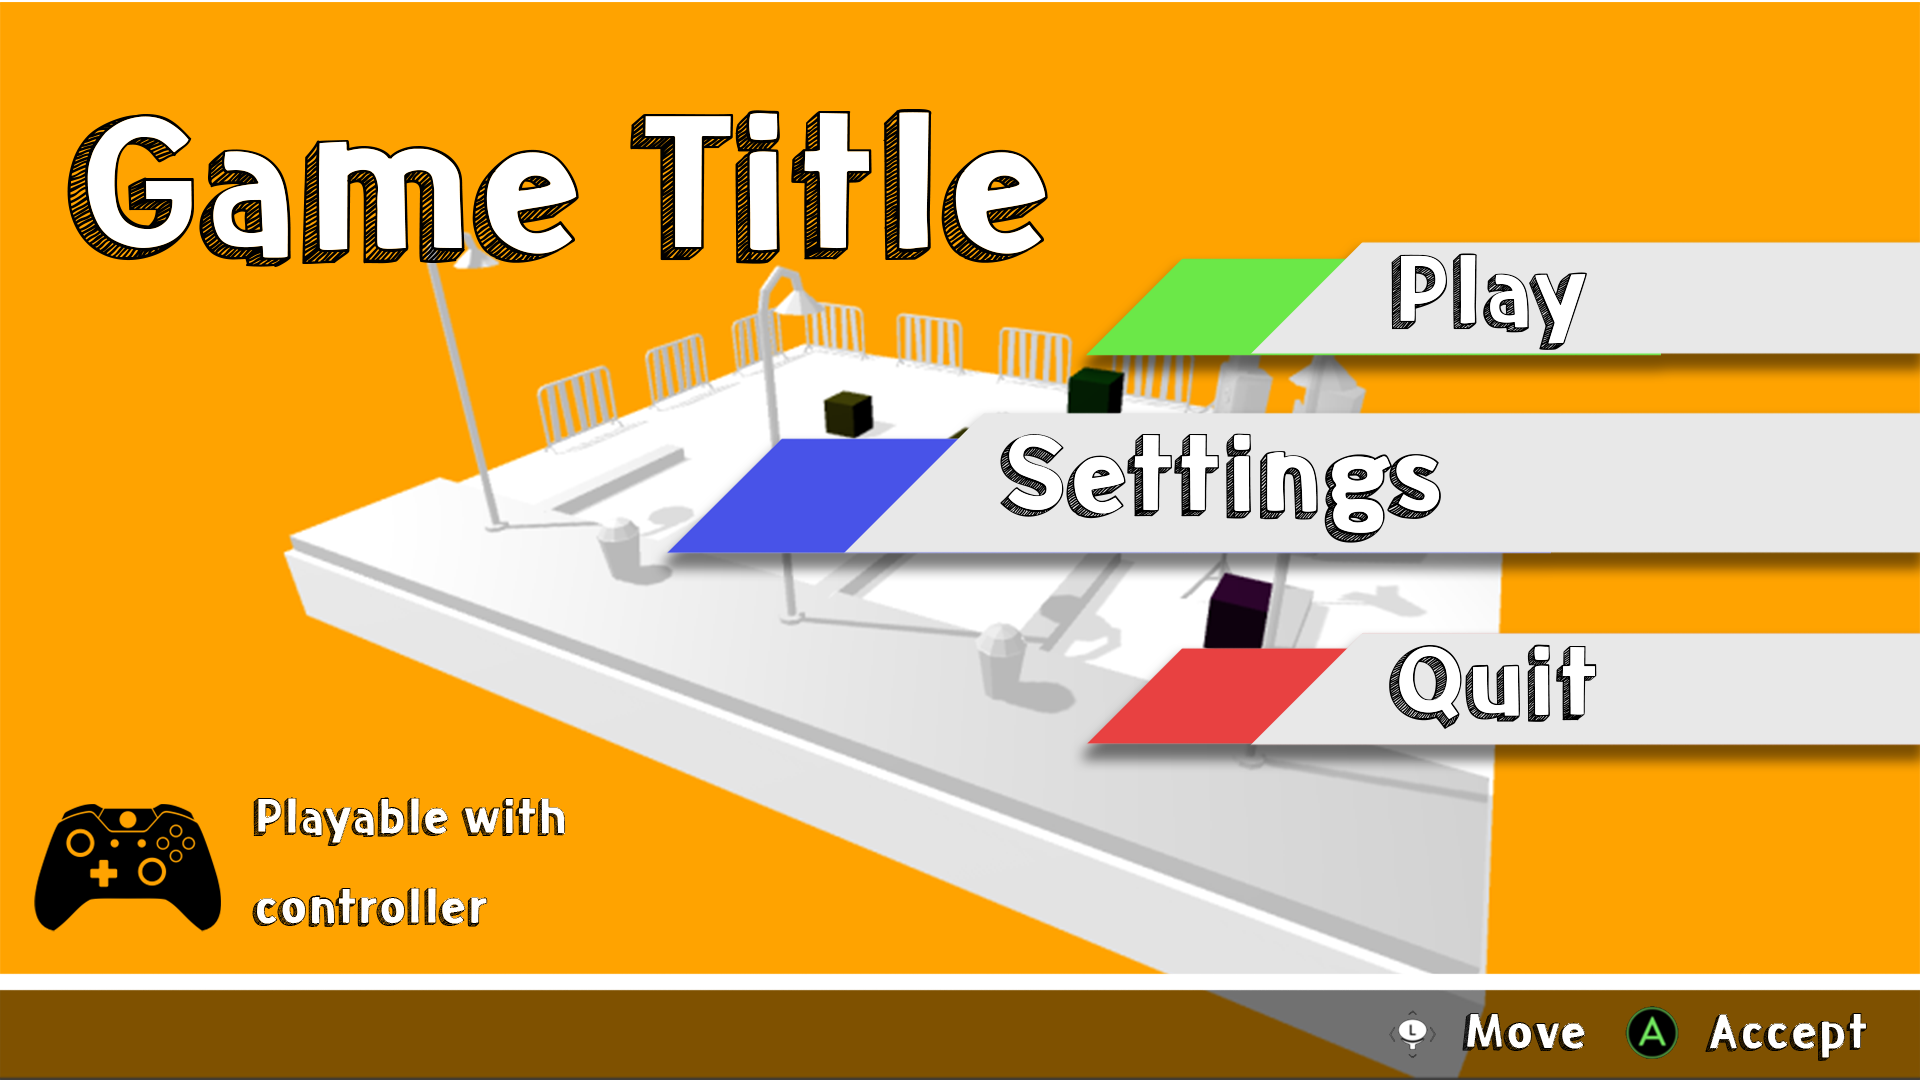 Game Title
Play
Settings
Quit
Playable with
controller
L Move A Accept